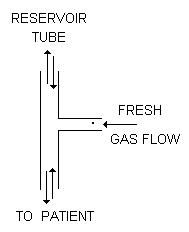 RESERVOIR
TUBE
FRESH
GAS FLOW
TO PATIENT